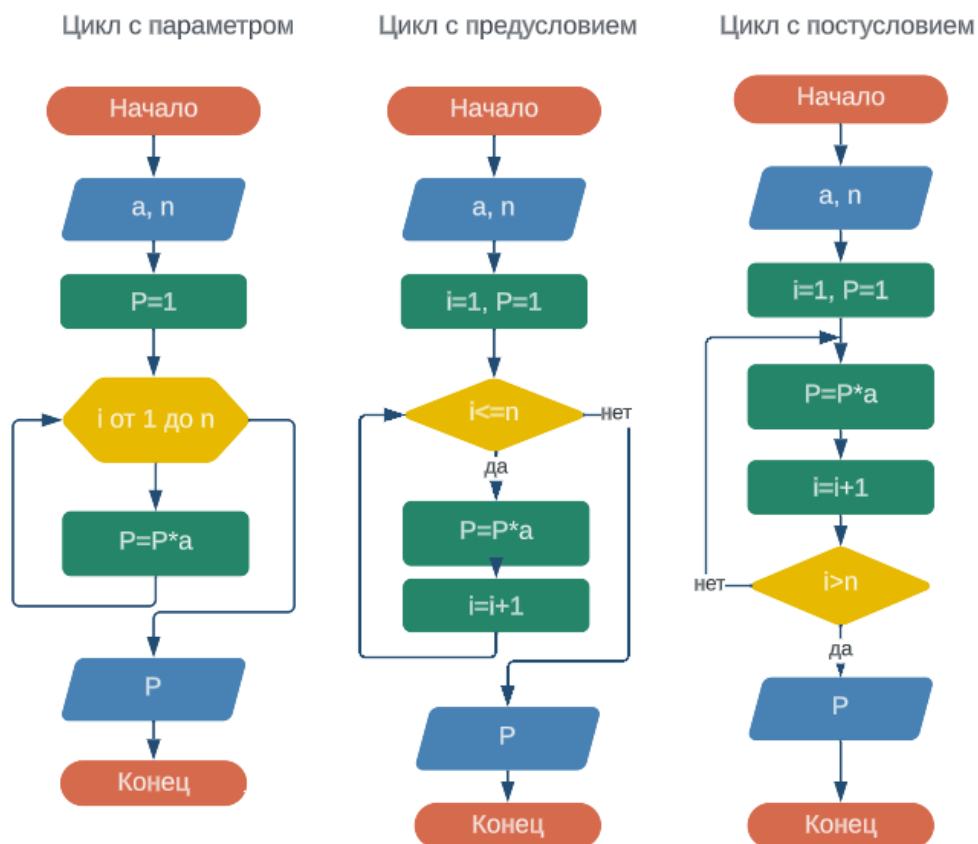 Цикл с параметром
Начало
a, n
P=1
i от 1 до n
P=P*a
P
Конец
Цикл с предусловием
Начало
a, n
i=1, P=1
i<=n
нет
да
P=P*a
i=i+1
P
Конец
Цикл с постусловием
Начало
a, n
i=1, P=1
P=P*a
i=i+1
i>n
нет
да
P
Конец